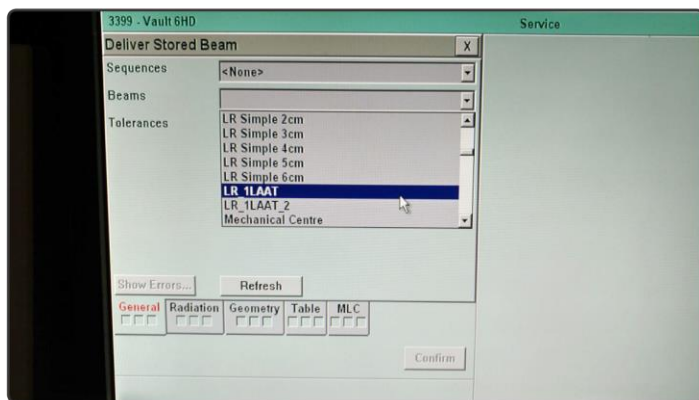 3399 - Vault 6HD
Service
Deliver Stored Beam
X
Sequences
<None>
Beams
Tolerances
LR Simple 2cm
LR Simple 3cm
LR Simple 4cm
LR Simple 5cm
LR Simple 6cm
LR_1LAAT
LR_1LAAT_2
Mechanical Centre
Show Errors...
Refresh
General Radiation Geometry Table MLC
Confirm